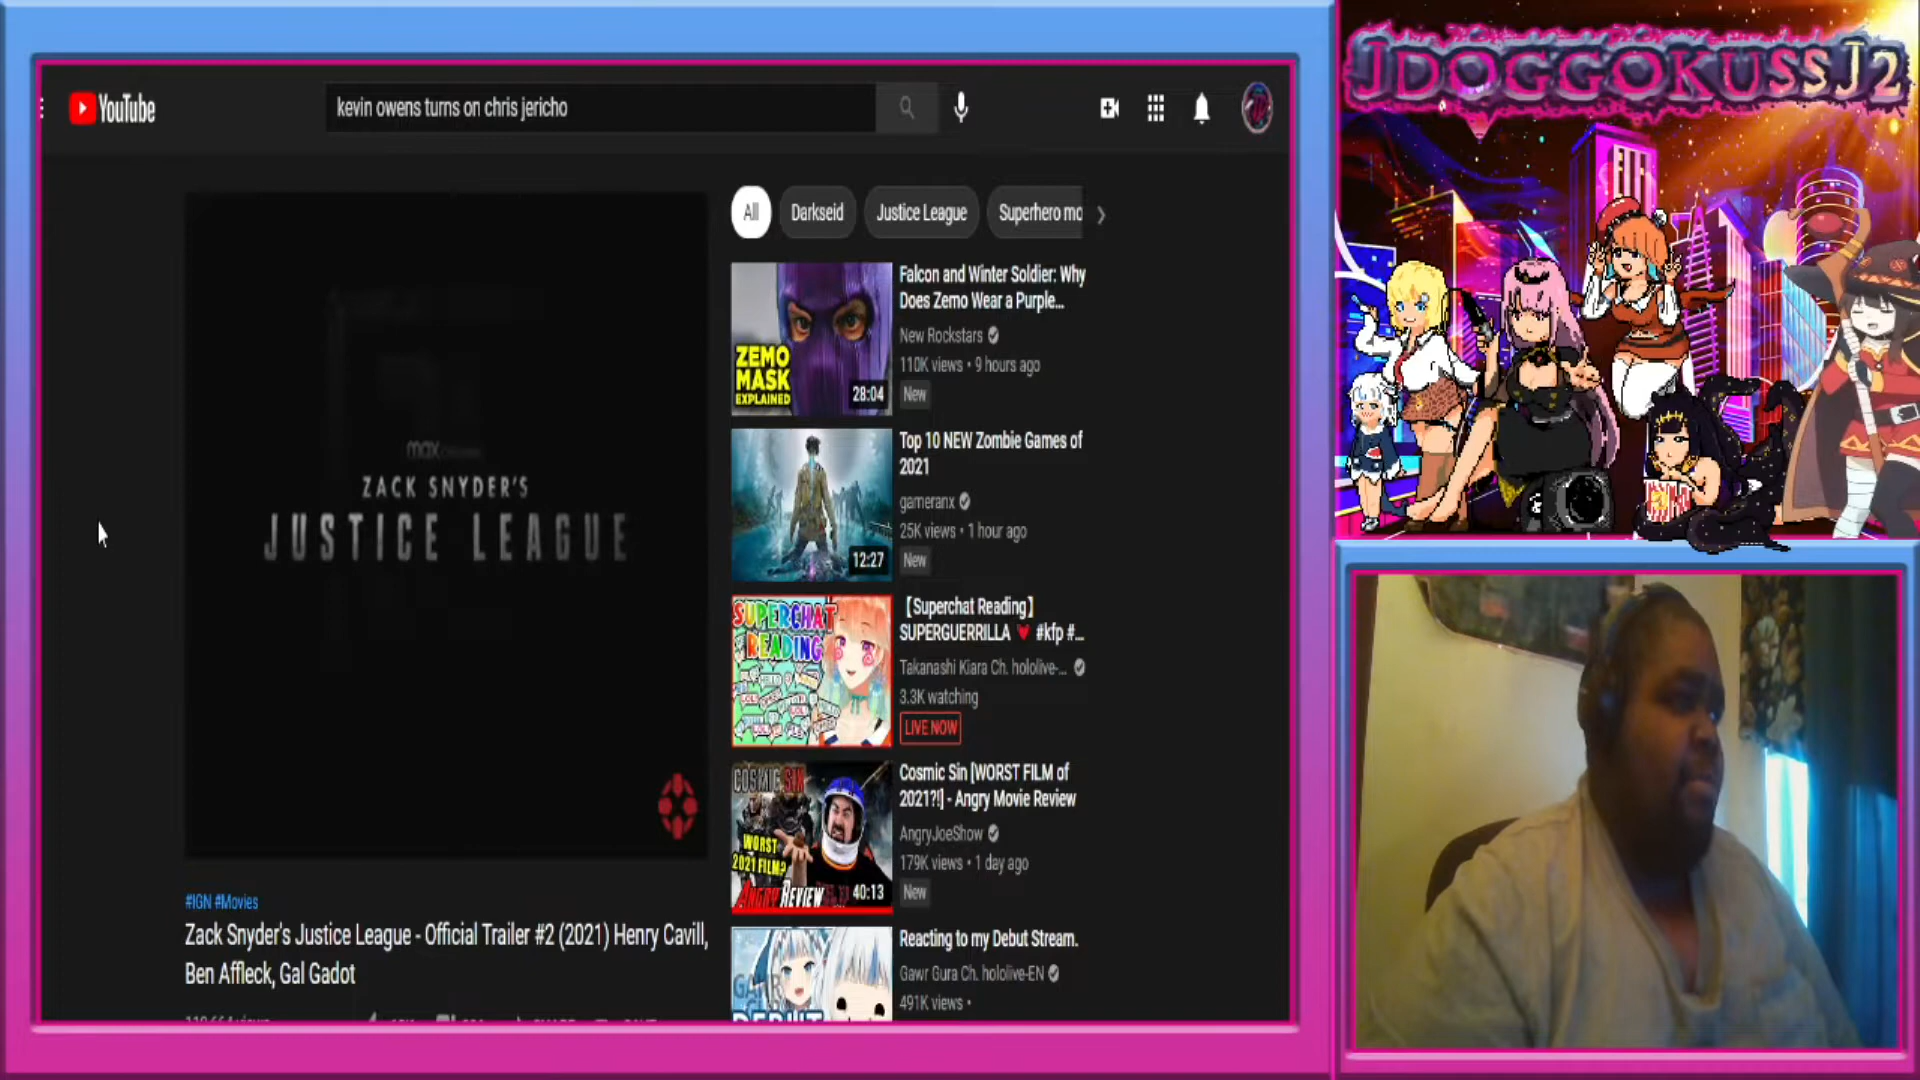 JDOGGOKUSSJ2
YouTube
kevin owens turns on chris jericho
All
Darkseid
Justice League
Superhero mo
max
ZACK SNYDER'S
JUSTICE LEAGUE
#IGN #Movies
Zack Snyder's Justice League - Official Trailer #2 (2021) Henry Cavill,
Ben Affleck, Gal Gadot
ZEMO
MASK
EXPLAINED
28:04
Falcon and Winter Soldier: Why
Does Zemo Wear a Purple...
New Rockstars
110K views • 9 hours ago
New
12:27
Top 10 NEW Zombie Games of
2021
gameranx
25K views • 1 hour ago
New
SUPERCHAT
READING
【Superchat Reading】
SUPERGUERRILLA ♥ #kfp #...
Takanashi Kiara Ch. hololive-...
3.3K watching
LIVE NOW
COSMIC SIN
WORST
2021 FILM?
ANGRY REVIEW
40:13
Cosmic Sin [WORST FILM of
2021?!] - Angry Movie Review
AngryJoeShow
179K views • 1 day ago
New
DEBUT
Reacting to my Debut Stream.
Gawr Gura Ch. hololive-EN
491K views •